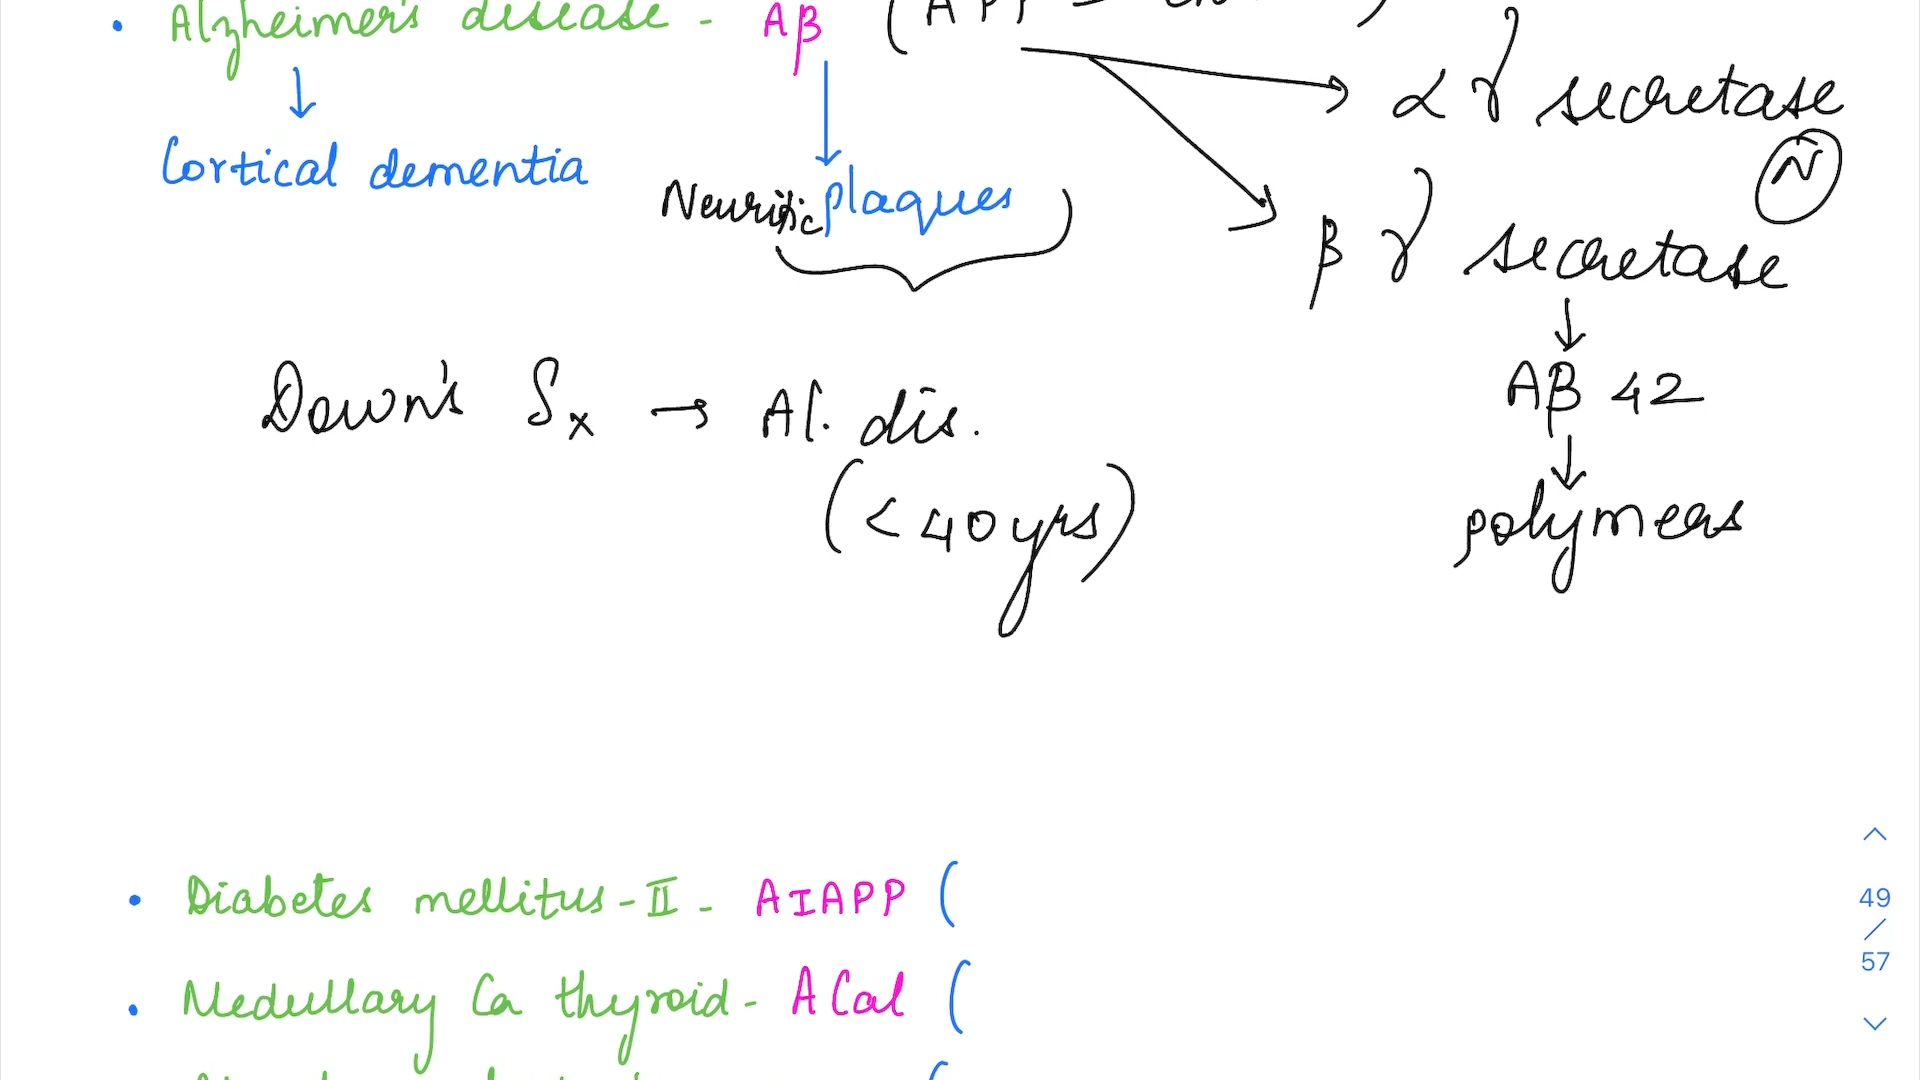 • Alzheimer's disease - Aβ (APP -
α γ secretase
N
↓ ↓
Cortical dementia
Neuritic plaques
β γ secretase
↓
Aβ 42
Down's Sx → Al. dis.
↓
(< 40 yrs)
polymers
• Diabetes mellitus - II - AIAPP (
• Medullary Ca thyroid - A Cal (
49
/
57